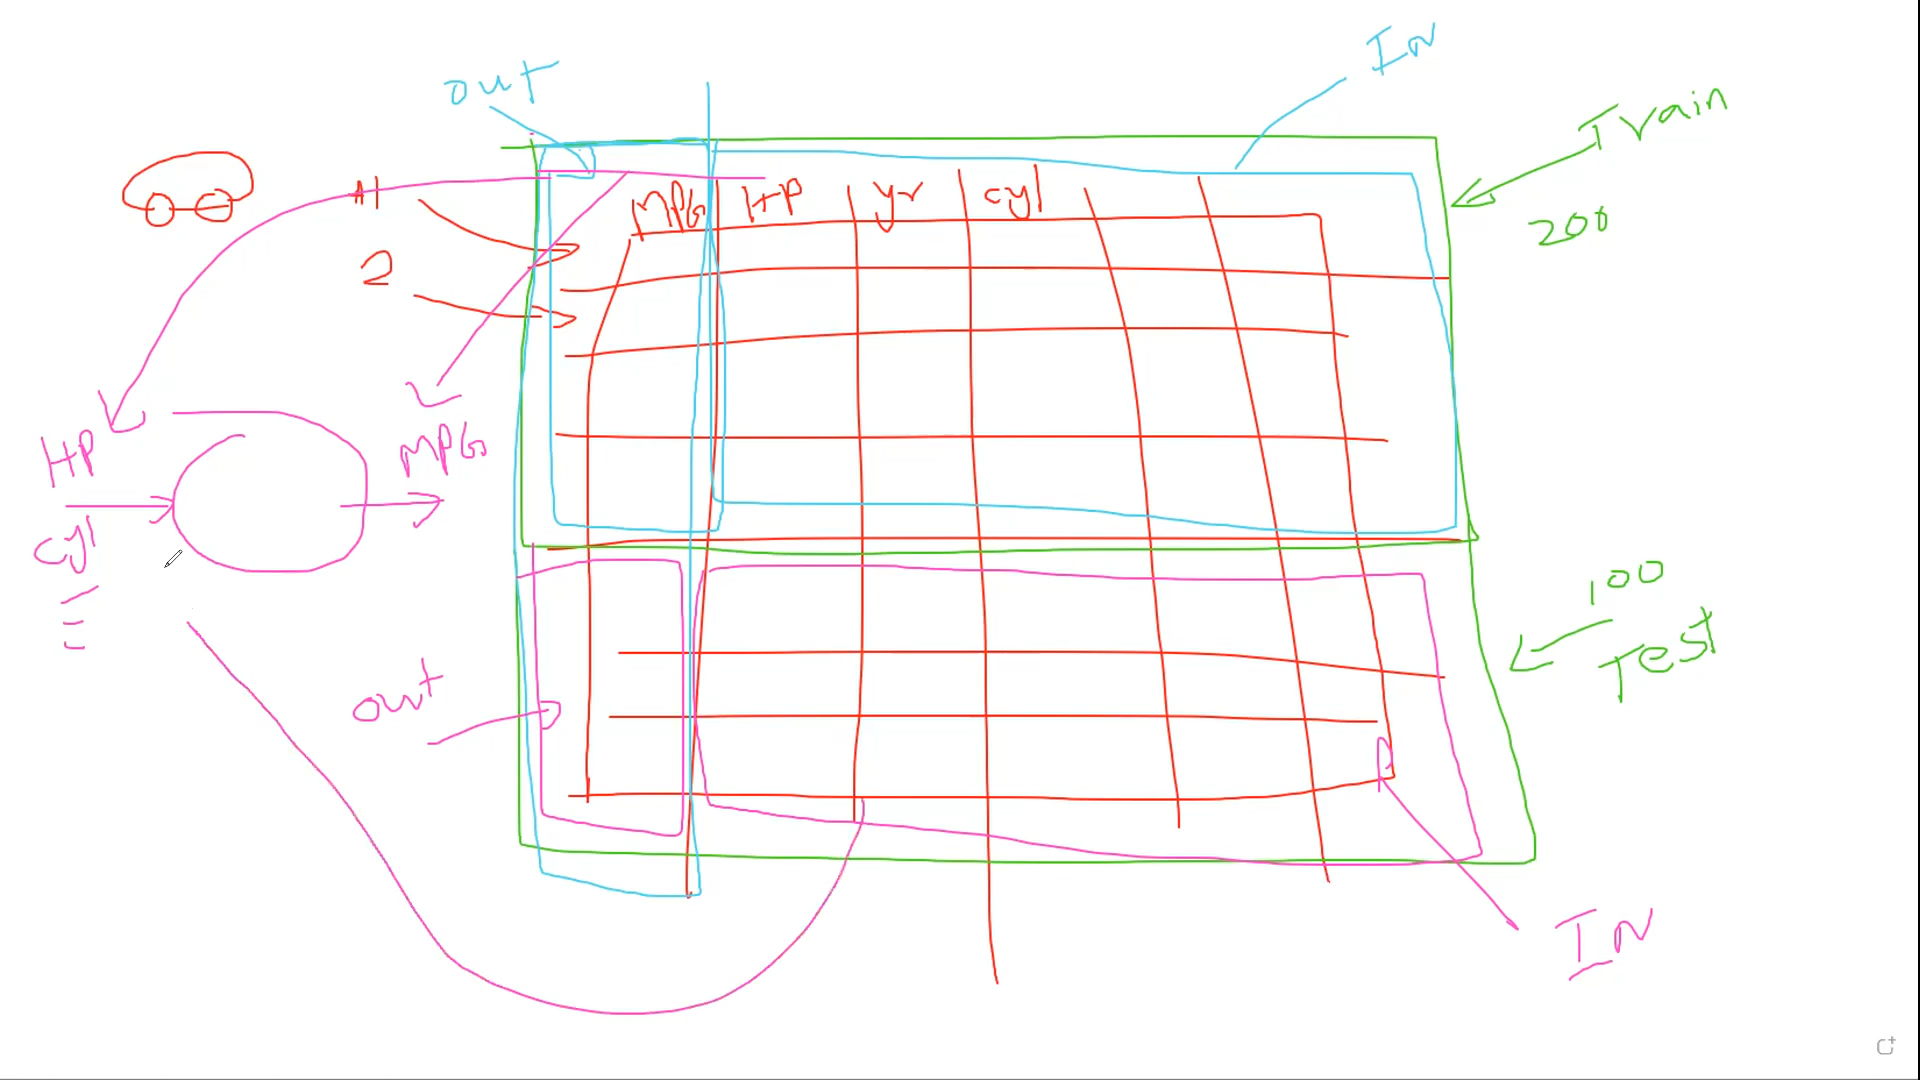 out
In
Train
200
#1
2
MPG HP yr cyl
HP
MPG
cyl
100
Test
out
In